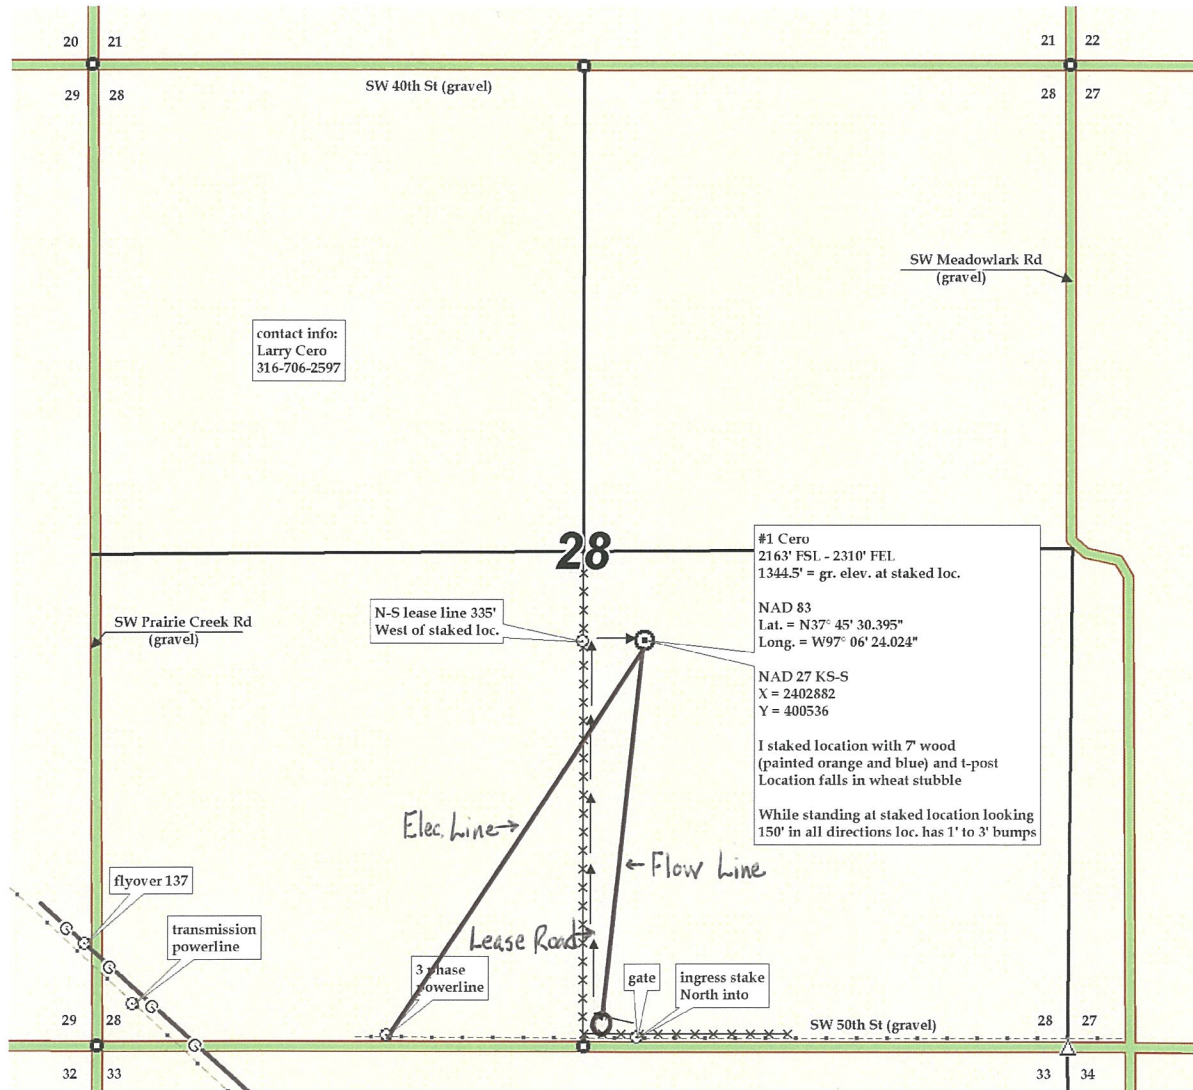 20 21
21 22
SW 40th St (gravel)
29 28
28 27
SW Meadowlark Rd
(gravel)
contact info:
Larry Cero
316-706-2597
28
#1 Cero
2163' FSL - 2310' FEL
1344.5' = gr. elev. at staked loc.
NAD 83
Lat. = N37° 45' 30.395"
Long. = W97° 06' 24.024"
NAD 27 KS-S
X = 2402882
Y = 400536
I staked location with 7' wood
(painted orange and blue) and t-post
Location falls in wheat stubble
While standing at staked location looking
150' in all directions loc. has 1' to 3' bumps
N-S lease line 335'
West of staked loc.
SW Prairie Creek Rd
(gravel)
Elec. Line
Flow Line
flyover 137
transmission
powerline
Lease Road
3 phase
powerline
gate
ingress stake
North into
SW 50th St (gravel)
29 28
28 27
32 33
33 34